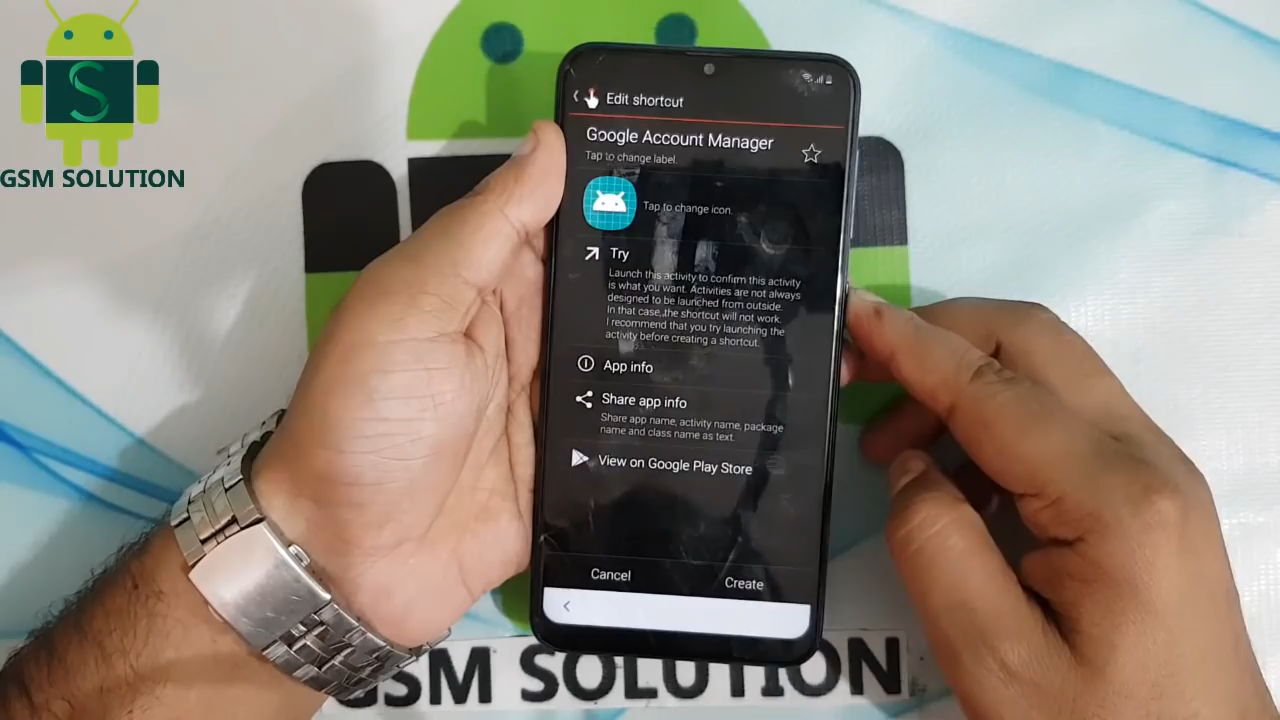 S
GSM SOLUTION
Edit shortcut
Google Account Manager
Tap to change label.
Tap to change icon.
Try
Launch this activity to confirm this activity
is what you want. Activities are not always
designed to be launched from outside.
In that case, the shortcut will not work.
I recommend that you try launching the
activity before creating a shortcut.
App info
Share app info
Share app name, activity name, package
name and class name as text.
View on Google Play Store
Cancel
Create
GSM SOLUTION